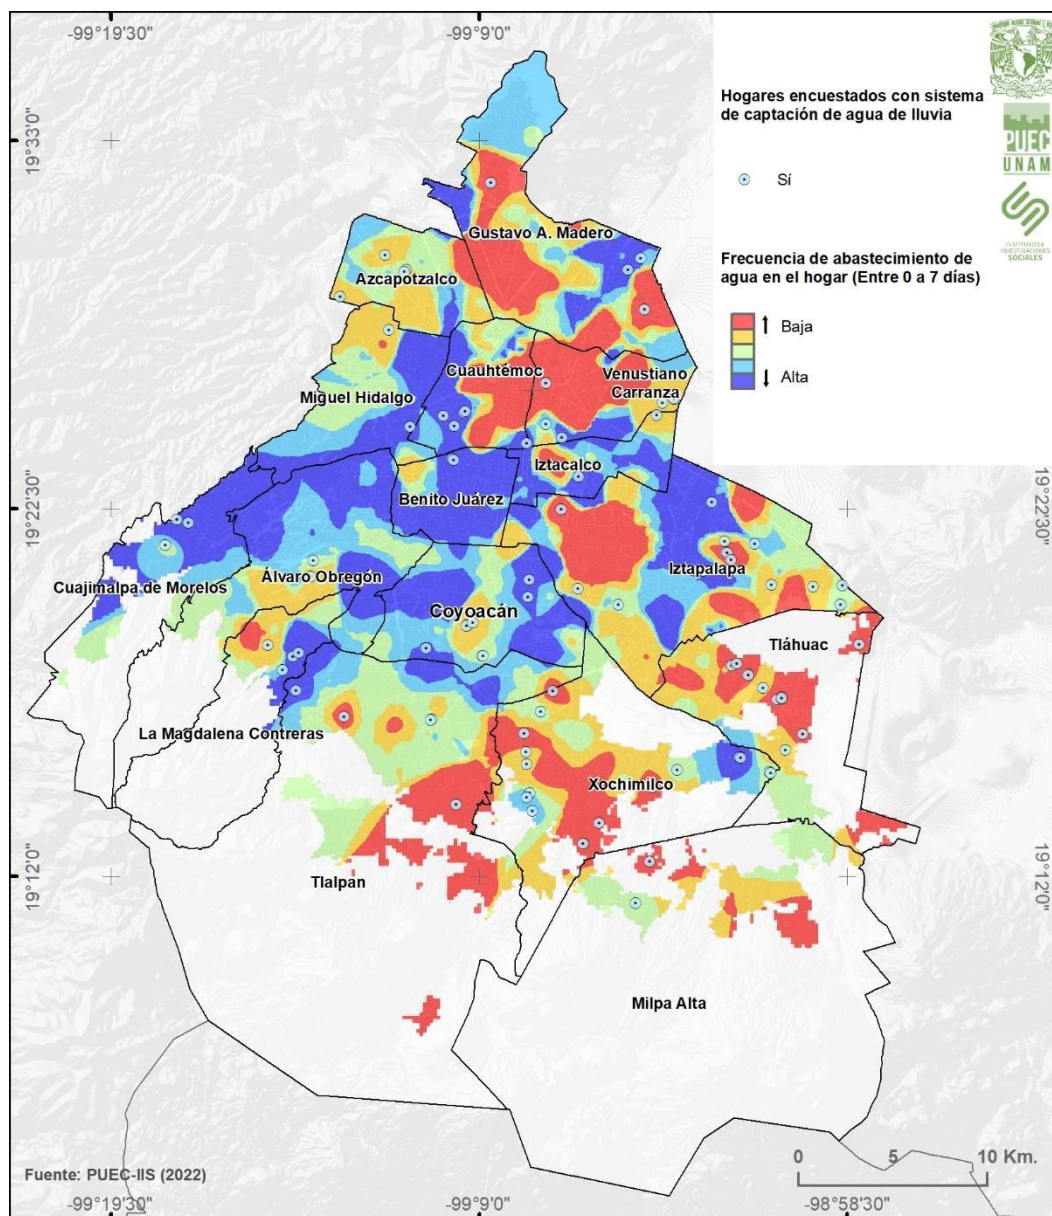 -99°19'30"
-99°9'0"
19°33'0"
19°22'30"
19°12'0"
19°22'30"
19°12'0"
Hogares encuestados con sistema
de captación de agua de lluvia
Sí
Frecuencia de abastecimiento de
agua en el hogar (Entre 0 a 7 días)
Baja
Alta
PUEC
UNAM
INSTITUTO DE
INVESTIGACIONES
SOCIALES
Gustavo A. Madero
Azcapotzalco
Cuauhtémoc
Venustiano
Carranza
Miguel Hidalgo
Iztacalco
Benito Juárez
Iztapalapa
Cuajimalpa de Morelos
Álvaro Obregón
Coyoacán
Tláhuac
La Magdalena Contreras
Xochimilco
Tlalpan
Milpa Alta
Fuente: PUEC-IIS (2022)
0 5 10 Km.
-99°19'30"
-99°9'0"
-98°58'30"